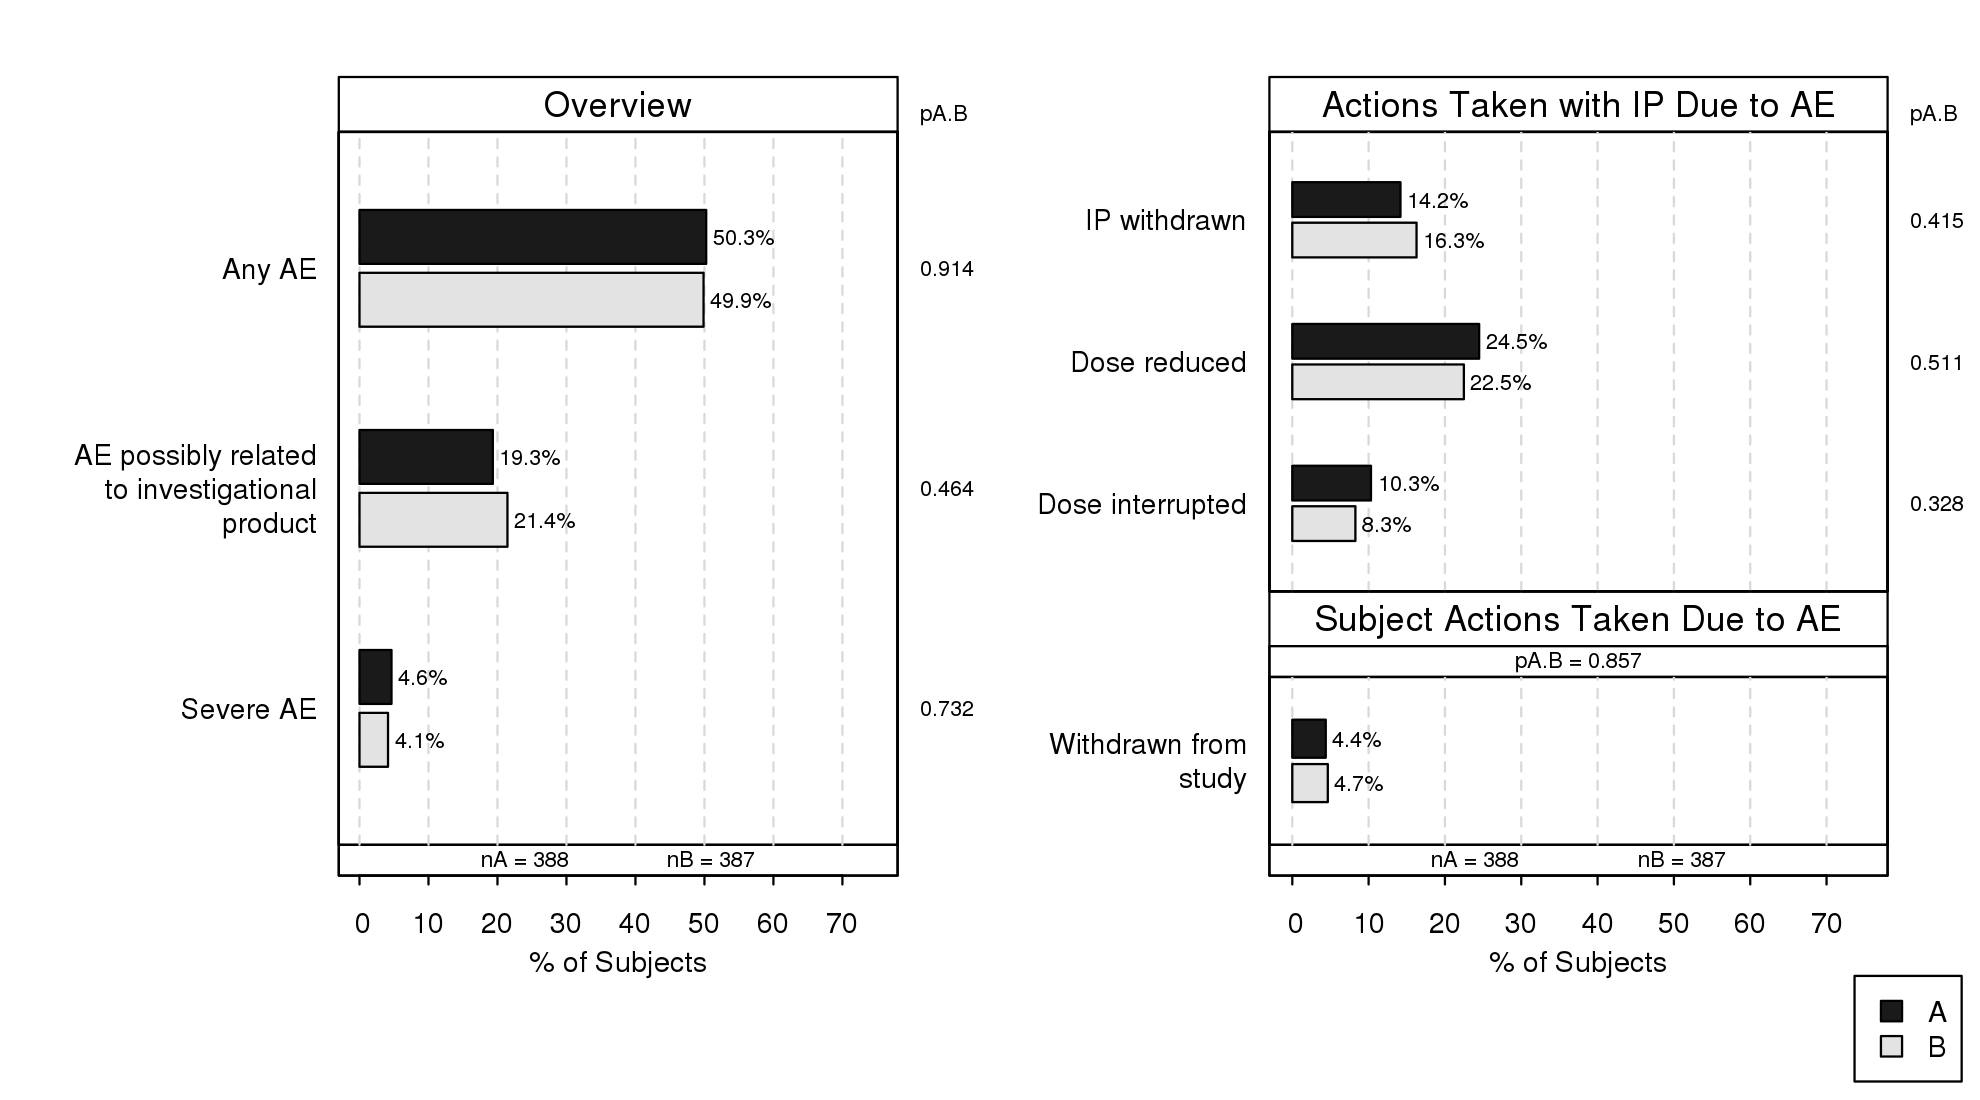 Overview
pA.B
Any AE
50.3%
49.9%
0.914
AE possibly related
to investigational
product
19.3%
21.4%
0.464
Severe AE
4.6%
4.1%
0.732
nA = 388 nB = 387
0 10 20 30 40 50 60 70
% of Subjects
Actions Taken with IP Due to AE
pA.B
IP withdrawn
14.2%
16.3%
0.415
Dose reduced
24.5%
22.5%
0.511
Dose interrupted
10.3%
8.3%
0.328
Subject Actions Taken Due to AE
pA.B = 0.857
Withdrawn from
study
4.4%
4.7%
nA = 388 nB = 387
0 10 20 30 40 50 60 70
% of Subjects
A
B